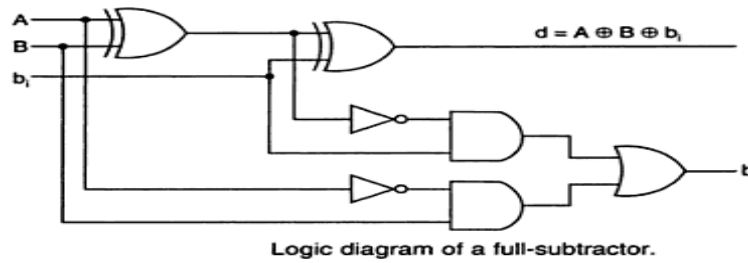 A
d = A ⊕ B ⊕ bᵢ
B
bᵢ
b
Logic diagram of a full-subtractor.